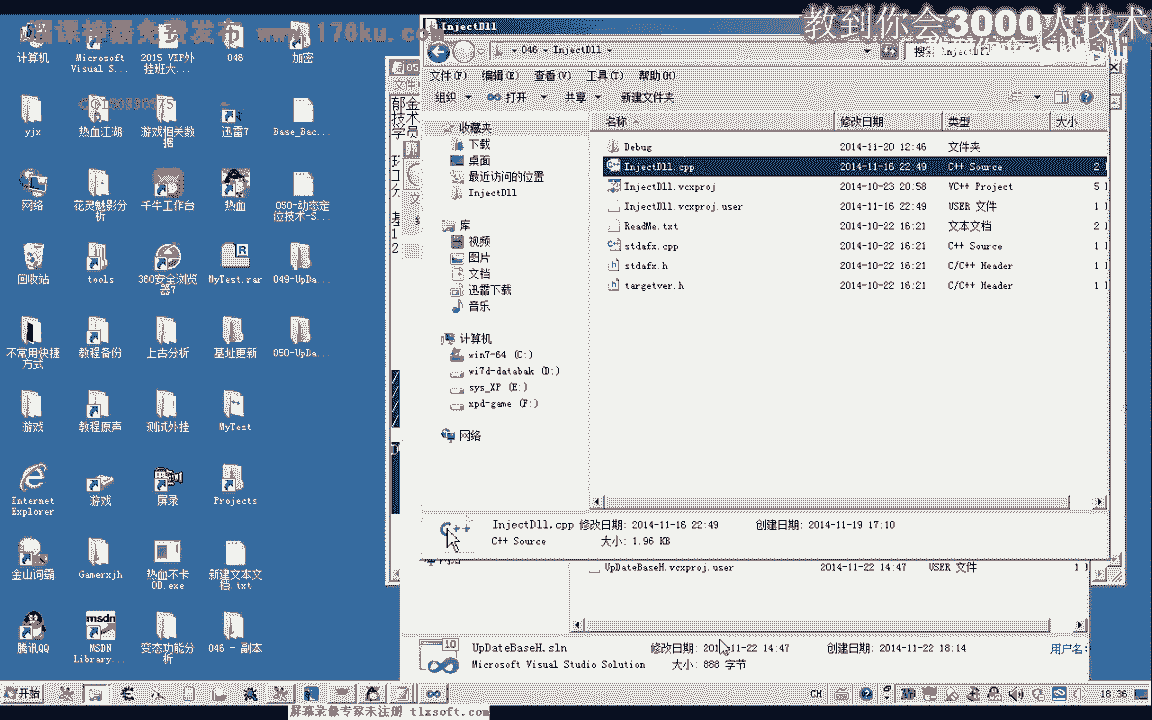 漏课神器免费发布 www.178ku.com
教到你会3000人技术
计算机
Microsoft Visual S...
2015 VIP外挂班大...
048
加密
yjx
热血江湖
游戏相关数据
迅雷7
Base_Bac...
网络
花灵魅影分析
千牛工作台
热血
050-动态定位技术-S...
回收站
tools
360安全浏览器7
MyTest.rar
049-UpDa...
不常用快捷方式
教程备份
上古分析
基址更新
050-UpDa...
游戏
教程原声
测试外挂
MyTest
Internet Explorer
游戏
屏录
Projects
金山词霸
Gamerxjh
热血不卡OD.exe
新建文本文档.txt
腾讯QQ
MSDN Library...
变态功能分析
046 - 副本
InjectDll
046 InjectDll
文件(F) 编辑(E) 查看(V) 工具(T) 帮助(H)
组织 打开 共享 新建文件夹
收藏夹
下载
桌面
最近访问的位置
InjectDll
库
视频
图片
文档
迅雷下载
音乐
计算机
win7-64 (C:)
wi7d-databak (D:)
sys_XP (E:)
xpd-game (F:)
网络
名称 修改日期 类型 大小
Debug 2014-11-20 12:46 文件夹
InjectDll.cpp 2014-11-16 22:49 C++ Source 2
InjectDll.vcxproj 2014-10-23 20:58 VC++ Project 5
InjectDll.vcxproj.user 2014-11-16 22:49 USER 文件 1
ReadMe.txt 2014-10-22 16:21 文本文档 2
stdafx.cpp 2014-10-22 16:21 C++ Source 1
stdafx.h 2014-10-22 16:21 C/C++ Header 1
targetver.h 2014-10-22 16:21 C/C++ Header 1
InjectDll.cpp 修改日期: 2014-11-16 22:49 创建日期: 2014-11-19 17:10
C++ Source 大小: 1.96 KB
UpDateBaseH.vcxproj.user 2014-11-22 14:47 USER 文件 1
UpDateBaseH.sln 修改日期: 2014-11-22 14:47 创建日期: 2014-11-22 18:14 用户名:
Microsoft Visual Studio Solution 大小: 888 字节
开始
CH
18:36
屏幕录像专家未注册 tlxsoft.com